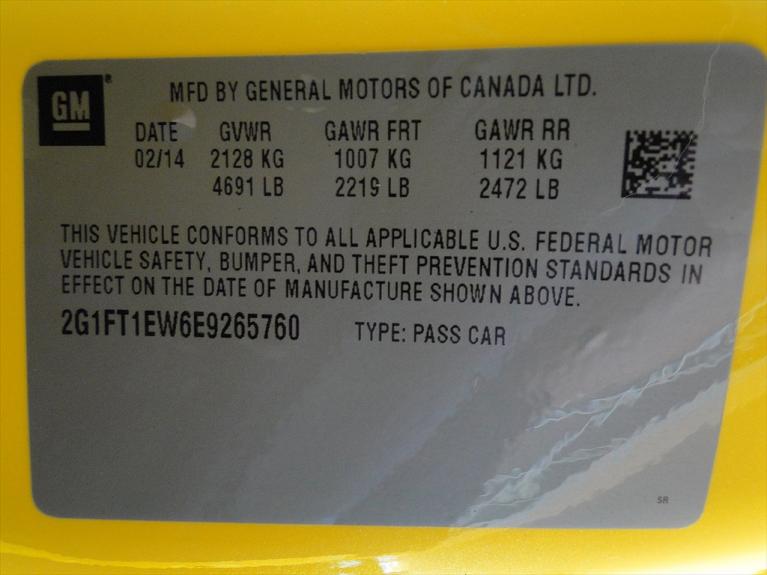 GM ®
MFD BY GENERAL MOTORS OF CANADA LTD.
DATE GVWR GAWR FRT GAWR RR
02/14 2128 KG 1007 KG 1121 KG
4691 LB 2219 LB 2472 LB
THIS VEHICLE CONFORMS TO ALL APPLICABLE U.S. FEDERAL MOTOR
VEHICLE SAFETY, BUMPER, AND THEFT PREVENTION STANDARDS IN
EFFECT ON THE DATE OF MANUFACTURE SHOWN ABOVE.
2G1FT1EW6E9265760 TYPE: PASS CAR
SR